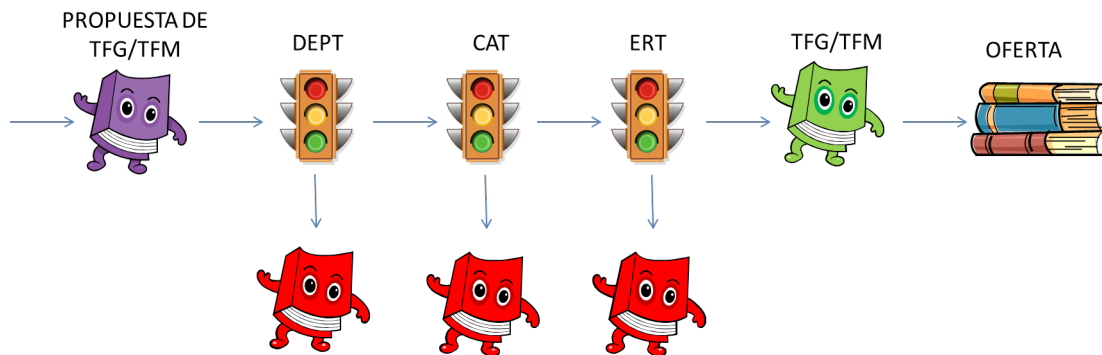 PROPUESTA DE
TFG/TFM
DEPT
CAT
ERT
TFG/TFM
OFERTA